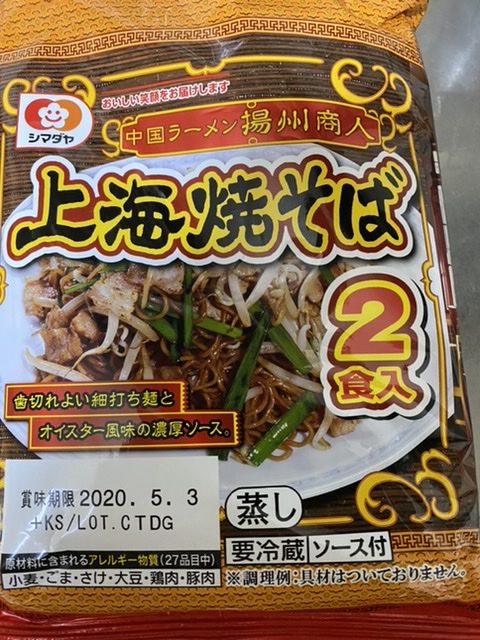 おいしい笑顔をお届けします
シマダヤ
中国ラーメン 揚州商人
上海焼そば
2
食入
歯切れよい細打ち麺と
オイスター風味の濃厚ソース。
賞味期限 2020. 5. 3
+KS/LOT. CTDG
蒸し
要冷蔵 ソース付
原材料に含まれるアレルギー物質(27品目中)
小麦・ごま・さけ・大豆・鶏肉・豚肉
※調理例:具材はついておりません。